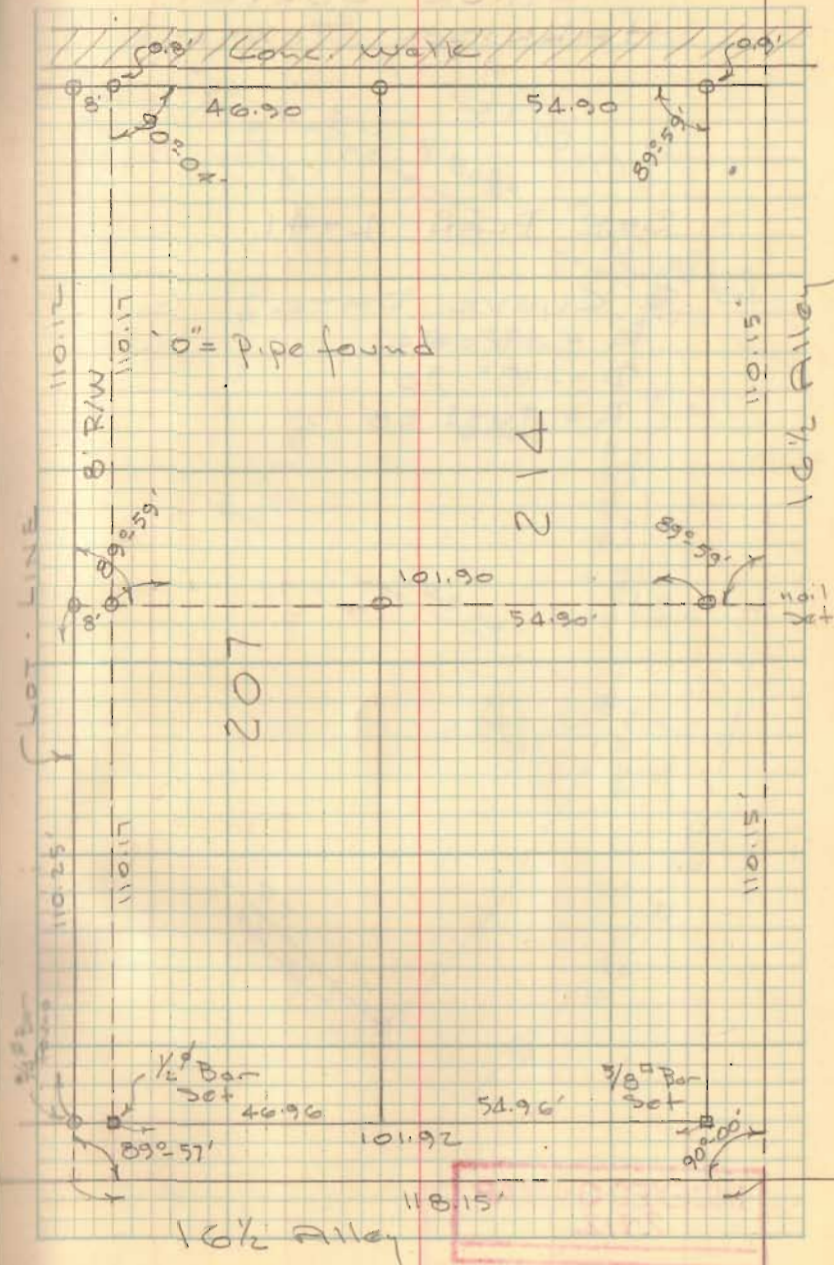 0.8' Conc. Walk 0.9'
8' 46.90 54.90
90°-02' 89°-59'
110.12
8' R/W
110.17
"O" = Pipe found
110.15'
16½ Alley
214
89°-59' 89°-59'
101.90
8' 54.90'
LOT LINE
207
110.25'
110.17
110.15'
½"ø Bar
Set
5/8" Bar
Set
46.96 54.96'
89°-57' 101.92 90°-00'
118.15'
16½ Alley